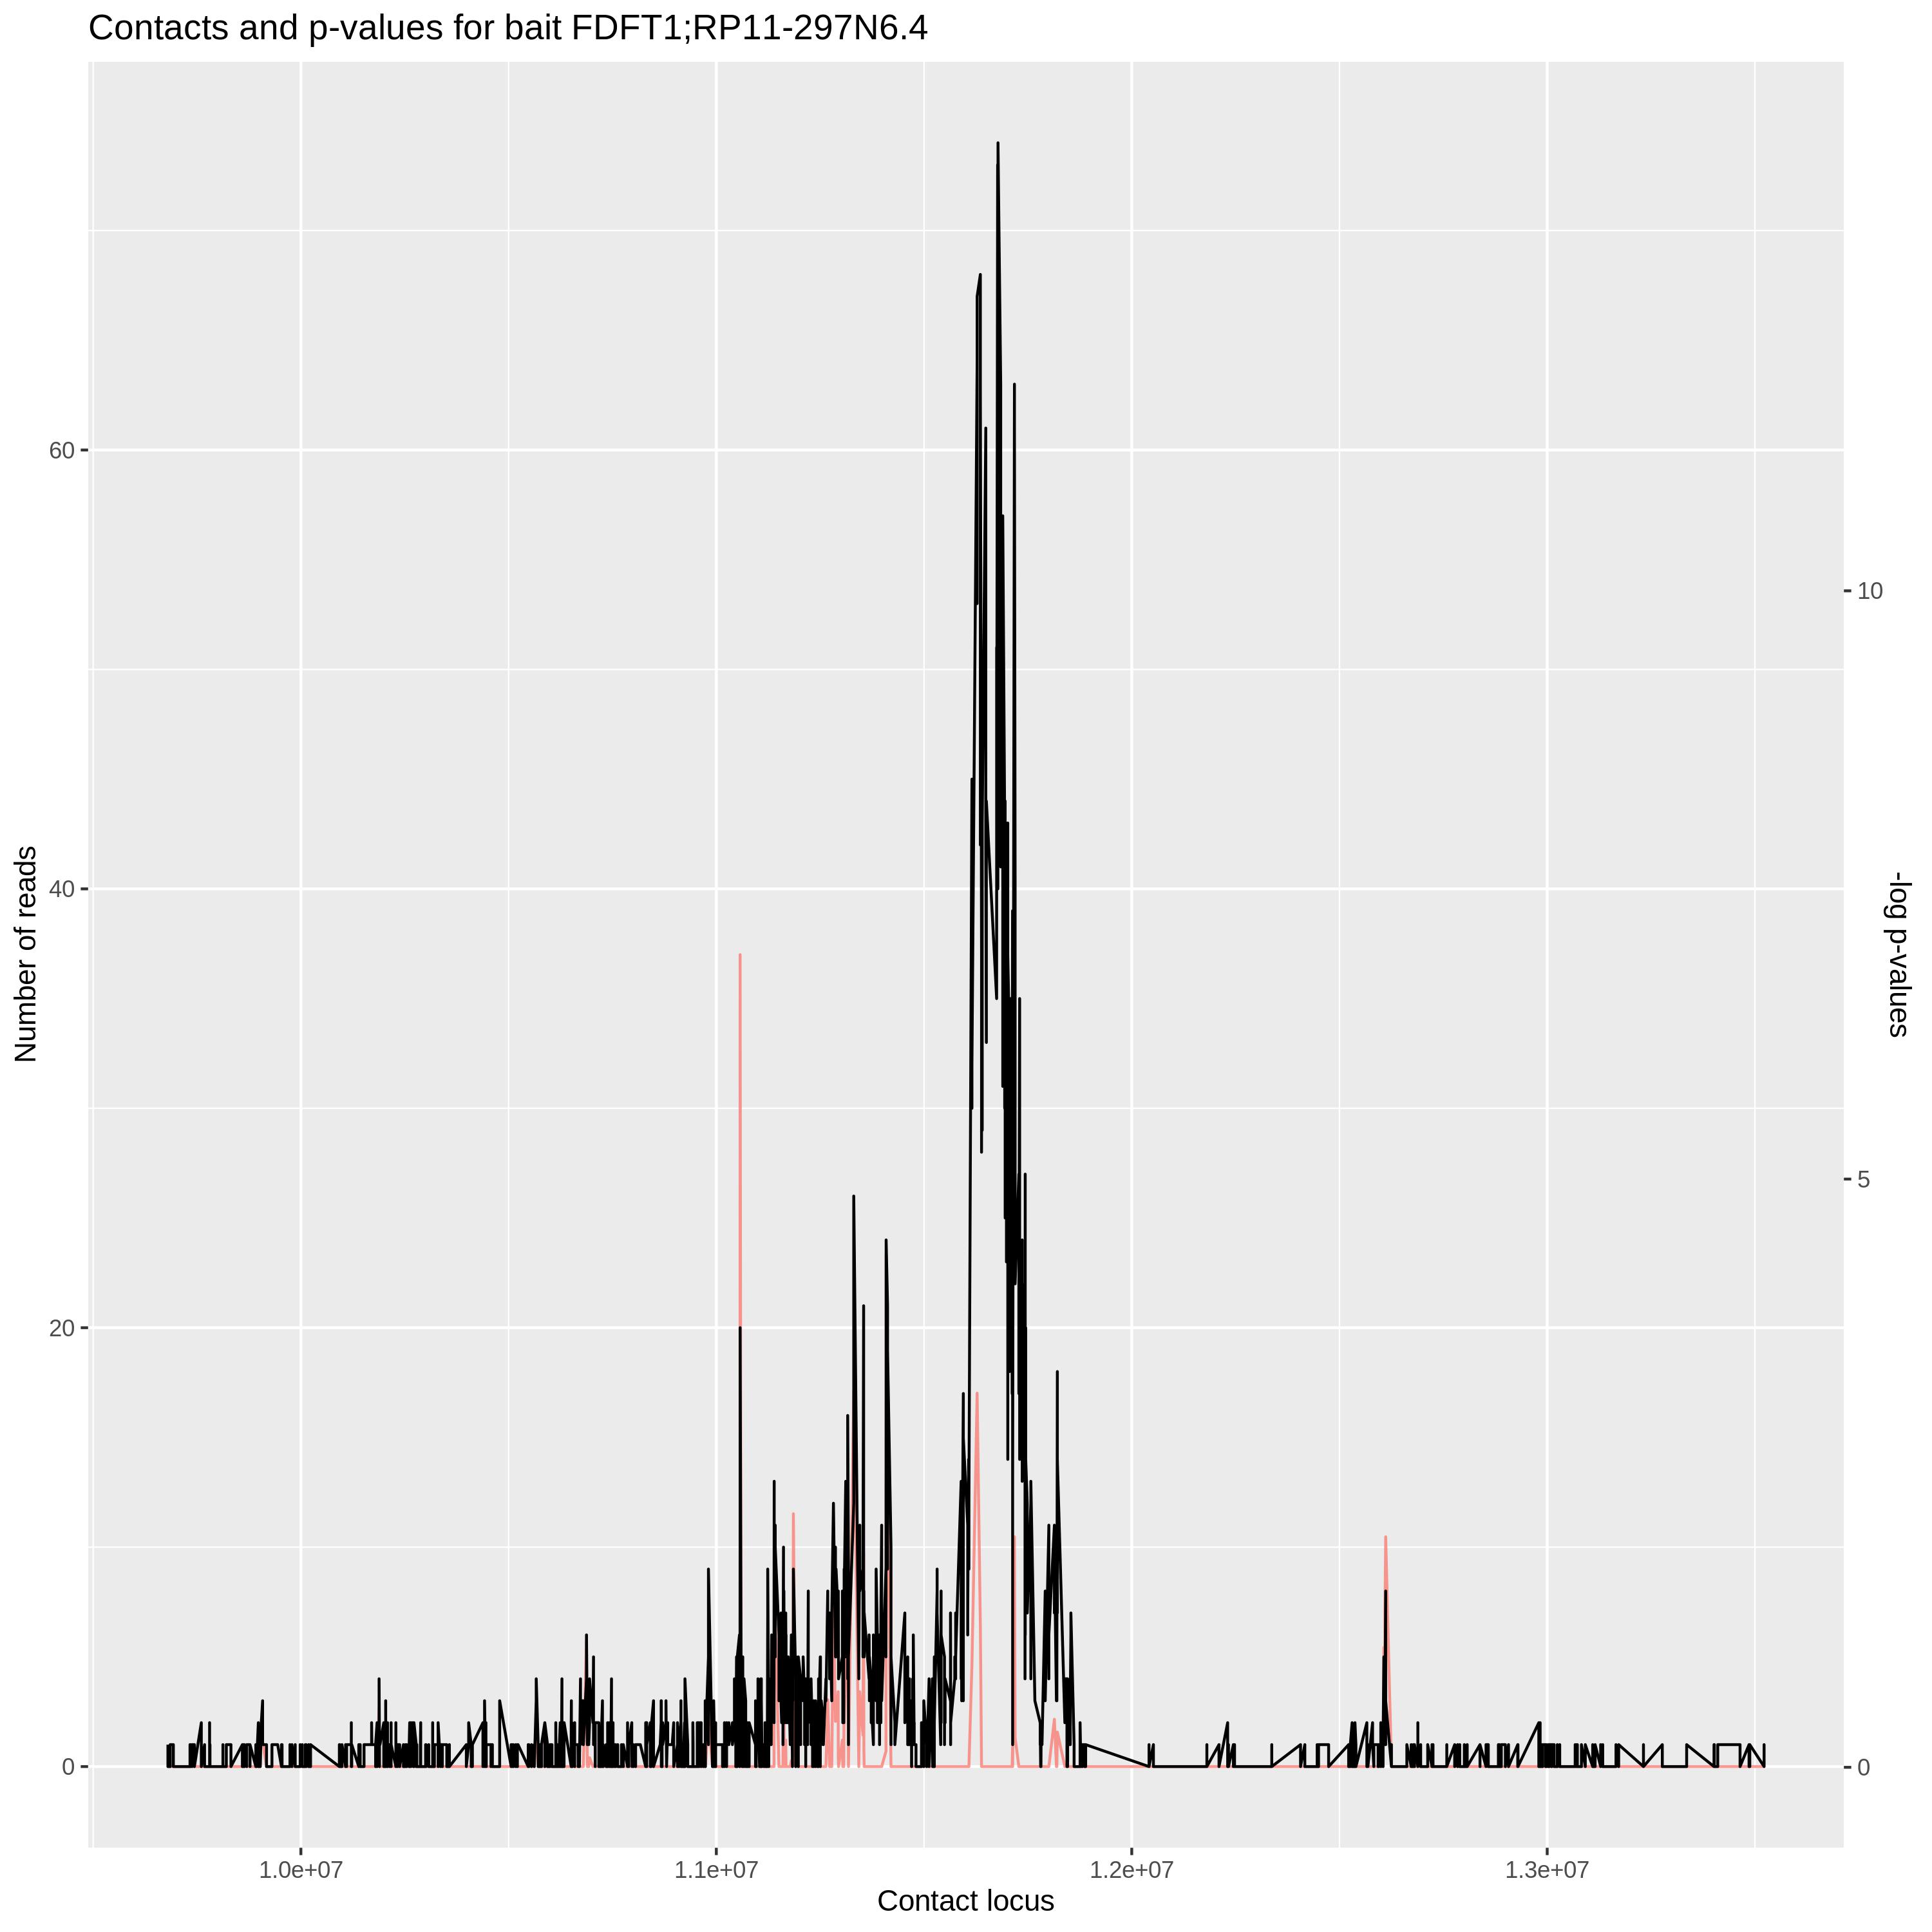 Contacts and p-values for bait FDFT1;RP11-297N6.4
Number of reads
60
40
20
0
10
5
0
-log p-values
1.0e+07
1.1e+07
1.2e+07
1.3e+07
Contact locus